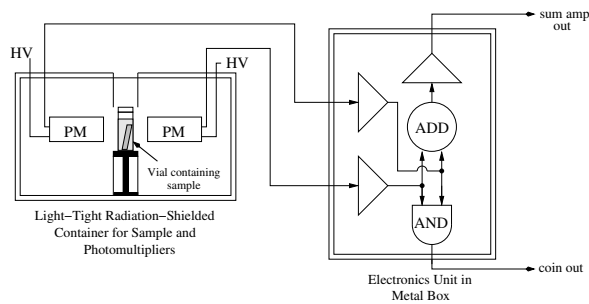 sum amp
out
HV
HV
PM
PM
ADD
Vial containing
sample
AND
Light–Tight Radiation–Shielded
Container for Sample and
Photomultipliers
coin out
Electronics Unit in
Metal Box